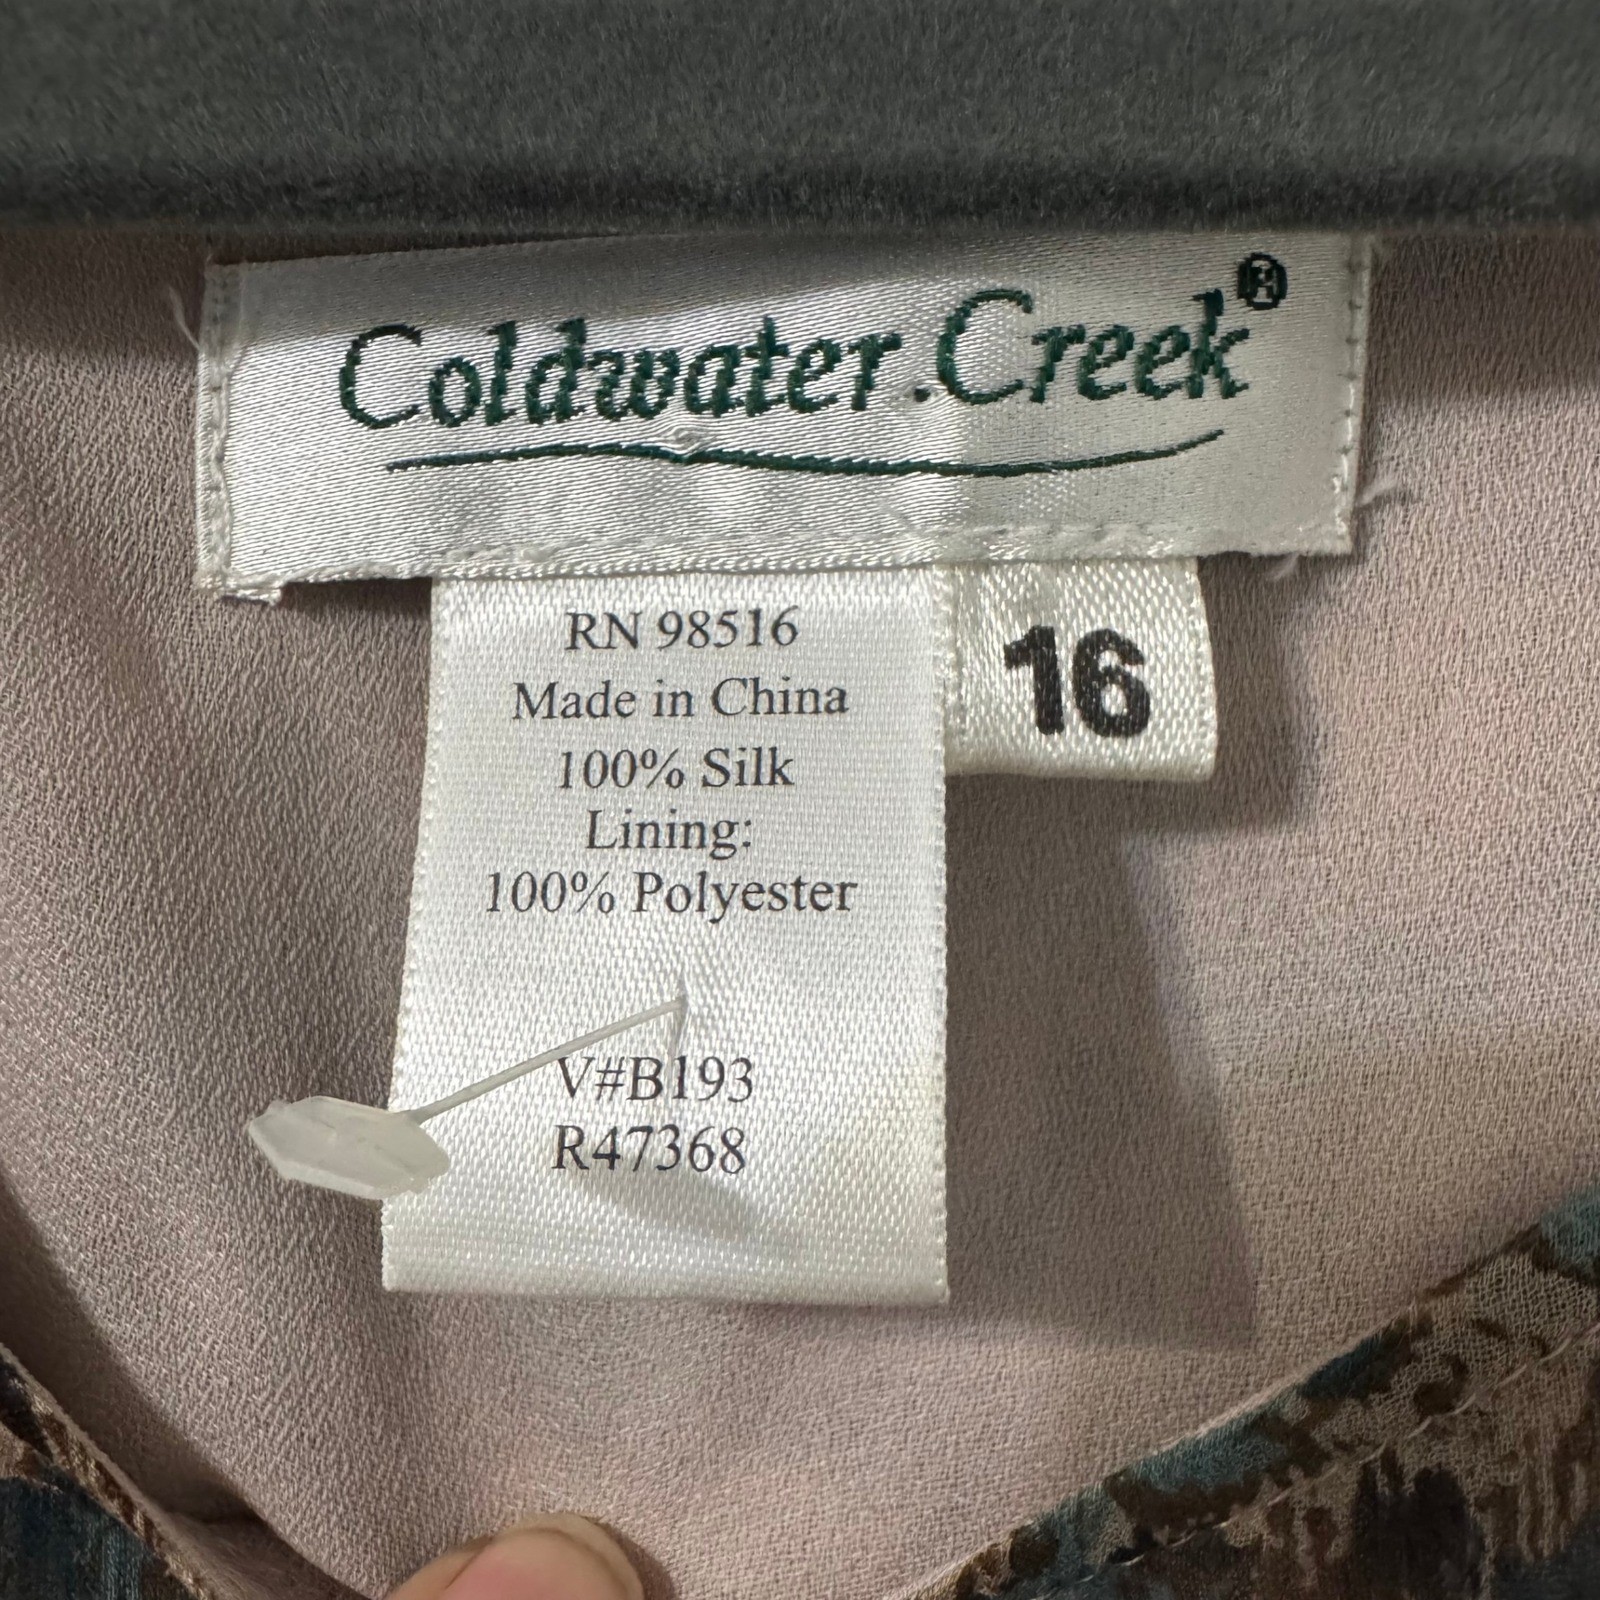 Coldwater Creek®
RN 98516
Made in China
100% Silk
Lining:
100% Polyester
V#B193
R47368
16